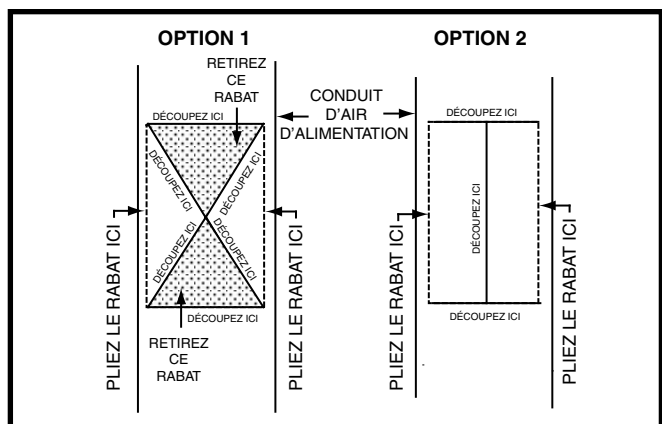 OPTION 1
RETIREZ
CE
RABAT
DÉCOUPEZ ICI
DÉCOUPEZ ICI
DÉCOUPEZ ICI
DÉCOUPEZ ICI
DÉCOUPEZ ICI
DÉCOUPEZ ICI
RETIREZ
CE
RABAT
PLIEZ LE RABAT ICI
PLIEZ LE RABAT ICI
CONDUIT
D'AIR
D'ALIMENTATION
OPTION 2
DÉCOUPEZ ICI
DÉCOUPEZ ICI
DÉCOUPEZ ICI
PLIEZ LE RABAT ICI
PLIEZ LE RABAT ICI